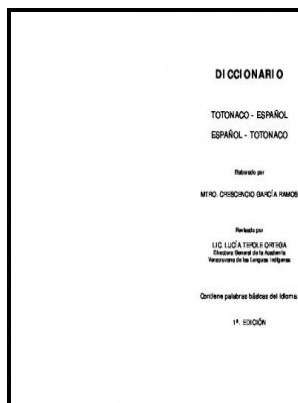 DICCIONARIO
TOTONACO - ESPAÑOL
ESPAÑOL - TOTONACO
Elaborado por
MTRO. CRESCENCIO GARCÍA RAMOS
Revisado por
LIC. LUCÍA TEPOLE ORTEGA
Directora General de la Academia
Veracruzana de las Lenguas Indígenas
Contiene palabras básicas del Idioma
1ª. EDICIÓN